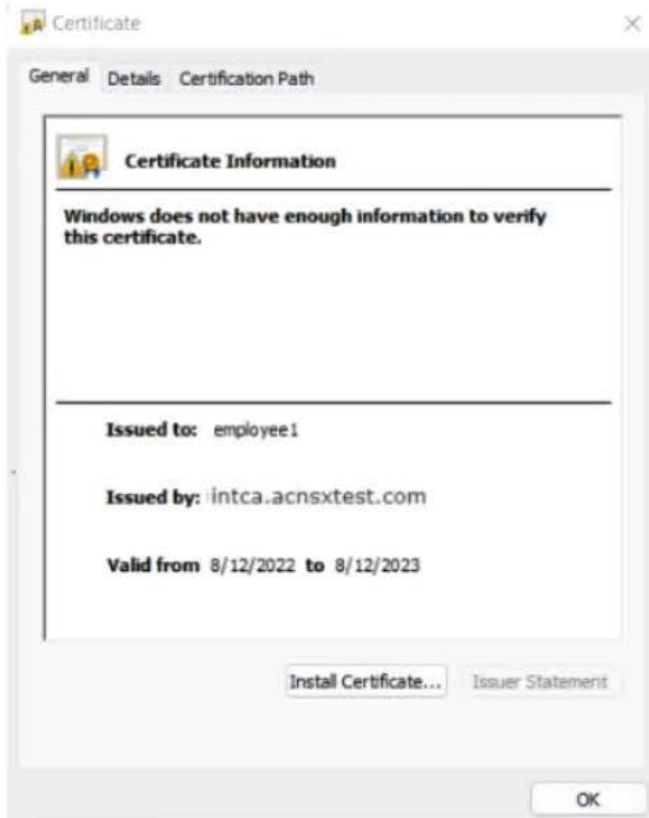 Certificate
General Details Certification Path
Certificate Information
Windows does not have enough information to verify
this certificate.
Issued to: employee1
Issued by: intca.acnsxtest.com
Valid from 8/12/2022 to 8/12/2023
Install Certificate... Issuer Statement
OK